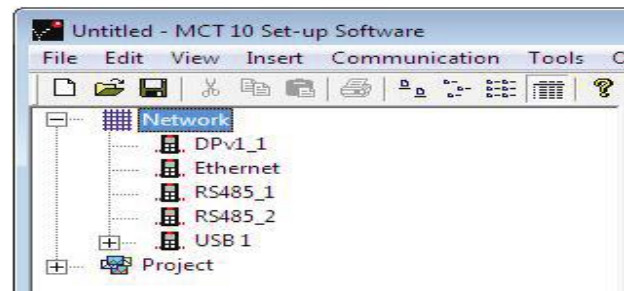 Untitled - MCT 10 Set-up Software
File Edit View Insert Communication Tools
Network
DPv1_1
Ethernet
RS485_1
RS485_2
USB 1
Project